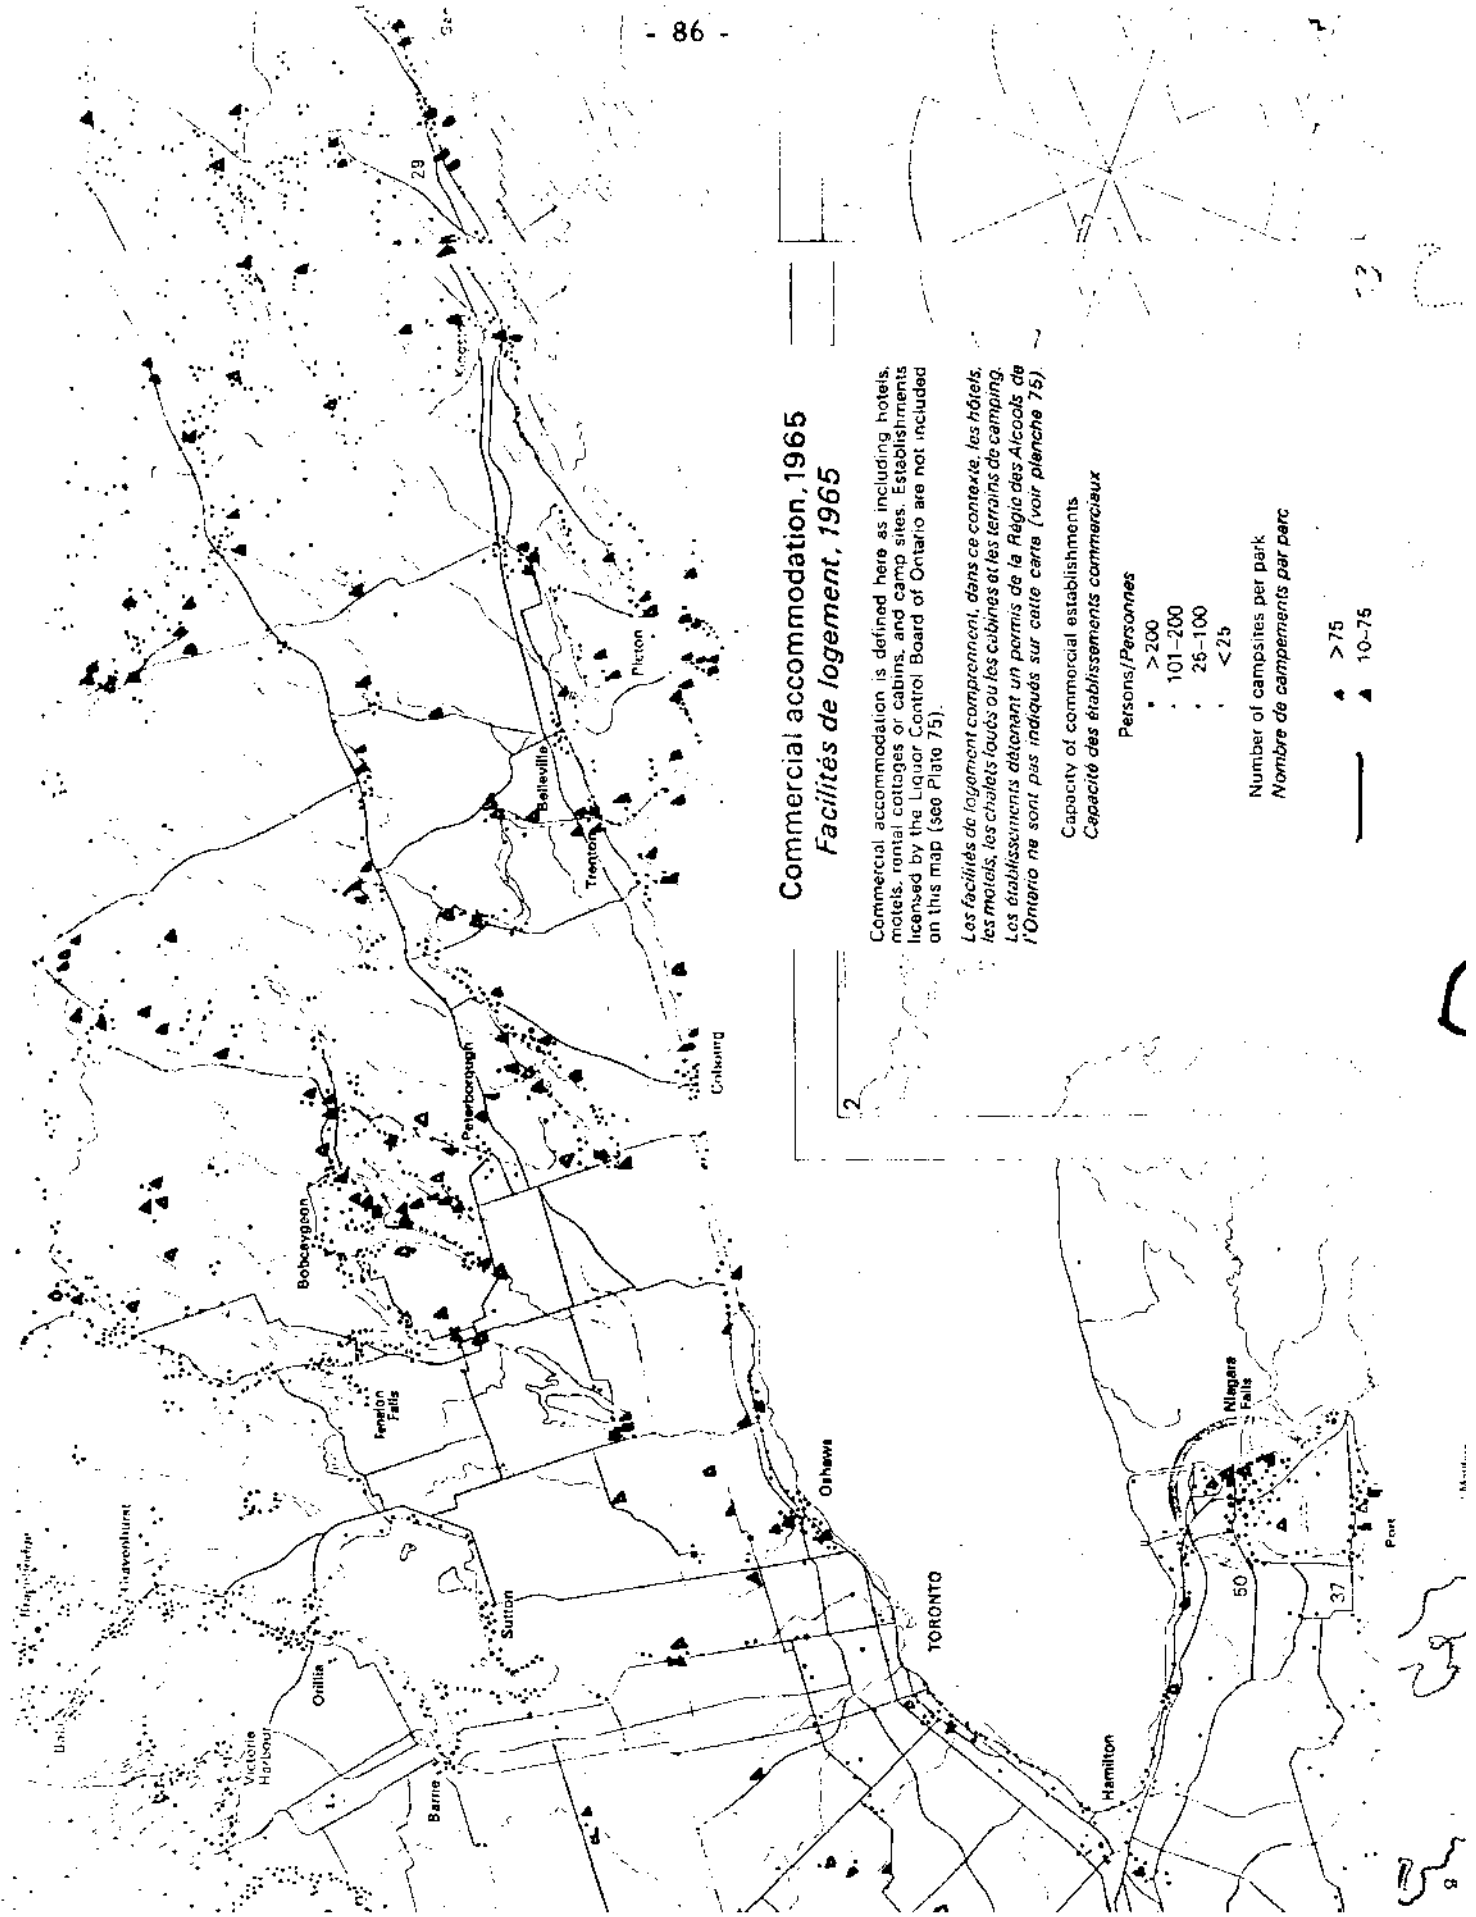 - 86 -
Commercial accommodation, 1965
Facilités de logement, 1965
Commercial accommodation is defined here as including hotels,
motels, rental cottages or cabins, and camp sites. Establishments
licensed by the Liquor Control Board of Ontario are not included
on this map (see Plate 75).
Les facilités de logement comprennent, dans ce contexte, les hôtels,
les motels, les chalets loués ou les cabines et les terrains de camping.
Les établissements détenant un permis de la Régie des Alcools de
l'Ontario ne sont pas indiqués sur cette carte (voir planche 75).
Capacity of commercial establishments
Capacité des établissements commerciaux
Persons/Personnes
>200
101–200
25–100
<25
Number of campsites per park
Nombre de campements par parc
>75
10–75
Gravenhurst
Orillia
Victoria
Harbour
Barrie
Sutton
Fenelon
Falls
Bobcaygeon
Peterborough
Cobourg
Trenton
Belleville
Picton
29
Oshawa
TORONTO
Hamilton
Niagara
Falls
50
37
Port
2
13
8